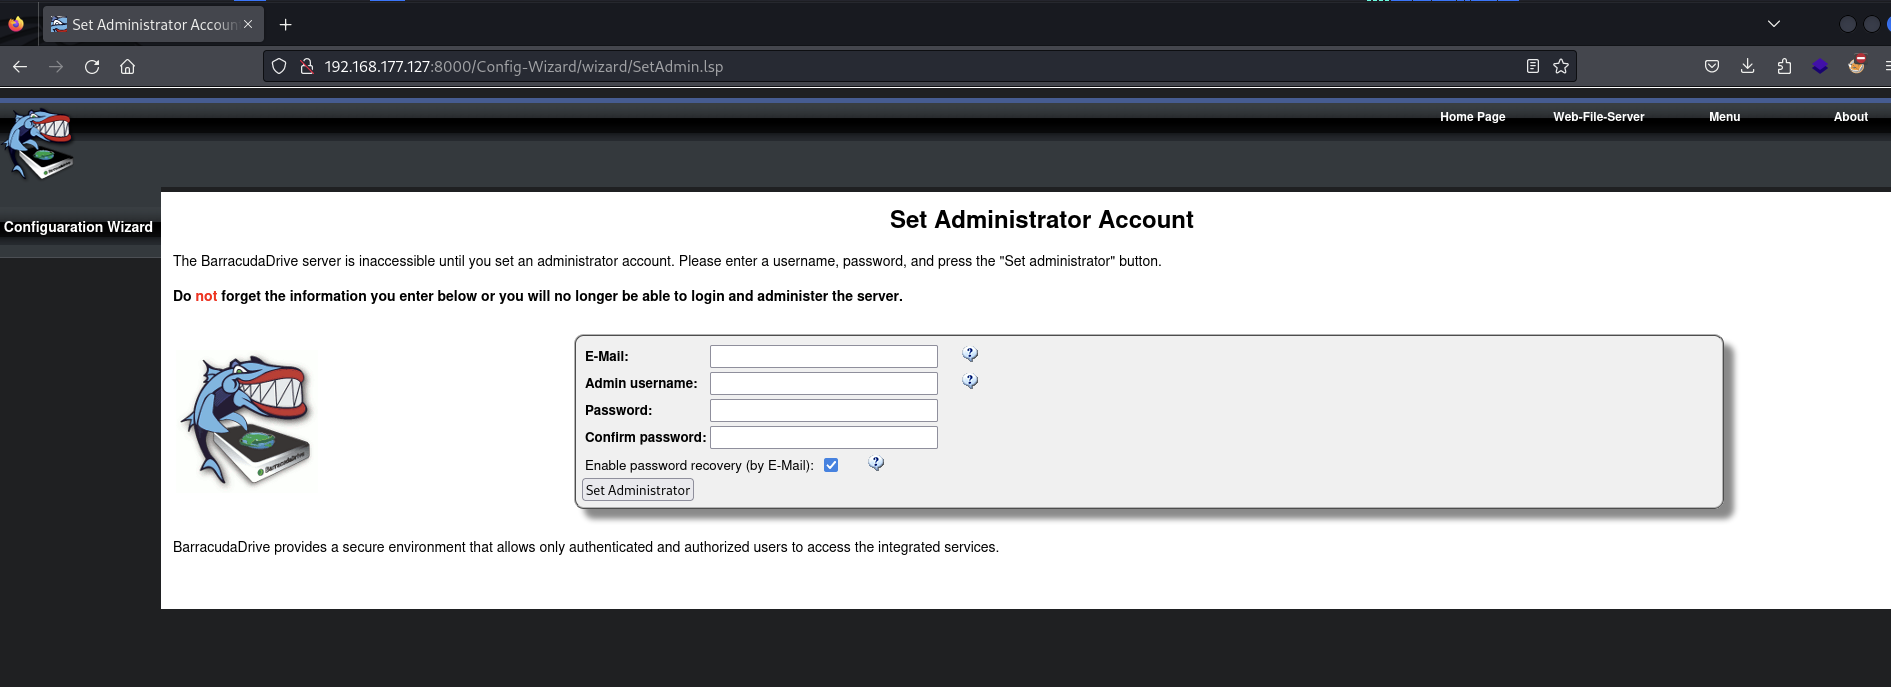 Set Administrator Accoun
192.168.177.127:8000/Config-Wizard/wizard/SetAdmin.lsp
Home Page Web-File-Server Menu About
Configuaration Wizard
Set Administrator Account
The BarracudaDrive server is inaccessible until you set an administrator account. Please enter a username, password, and press the "Set administrator" button.
Do not forget the information you enter below or you will no longer be able to login and administer the server.
E-Mail:
Admin username:
Password:
Confirm password:
Enable password recovery (by E-Mail):
Set Administrator
BarracudaDrive
BarracudaDrive provides a secure environment that allows only authenticated and authorized users to access the integrated services.